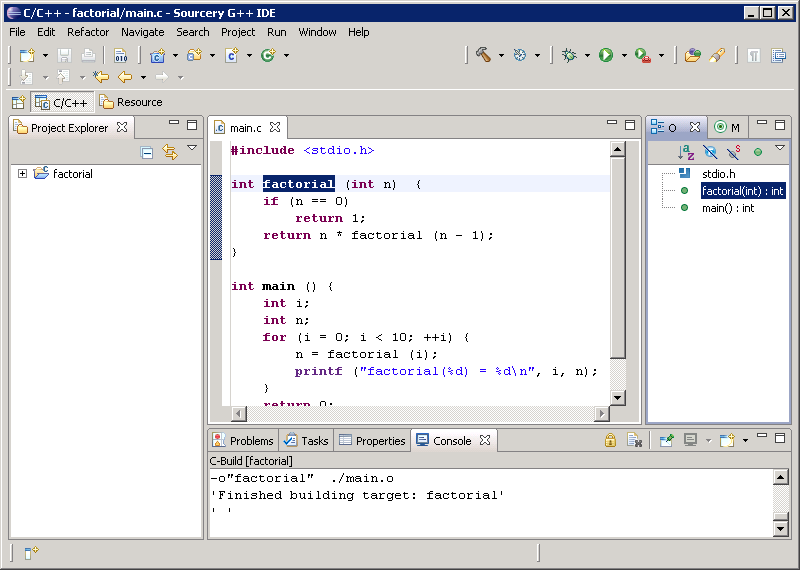 C/C++ - factorial/main.c - Sourcery G++ IDE
File Edit Refactor Navigate Search Project Run Window Help
010
C/C++ Resource
Project Explorer
factorial
main.c
#include <stdio.h>
int factorial (int n)  {
    if (n == 0)
        return 1;
    return n * factorial (n - 1);
}
int main () {
    int i;
    int n;
    for (i = 0; i < 10; ++i) {
        n = factorial (i);
        printf ("factorial(%d) = %d\n", i, n);
    }
    return 0;
O M
stdio.h
factorial(int) : int
main() : int
Problems Tasks Properties Console
C-Build [factorial]
-o"factorial"  ./main.o
'Finished building target: factorial'
' '